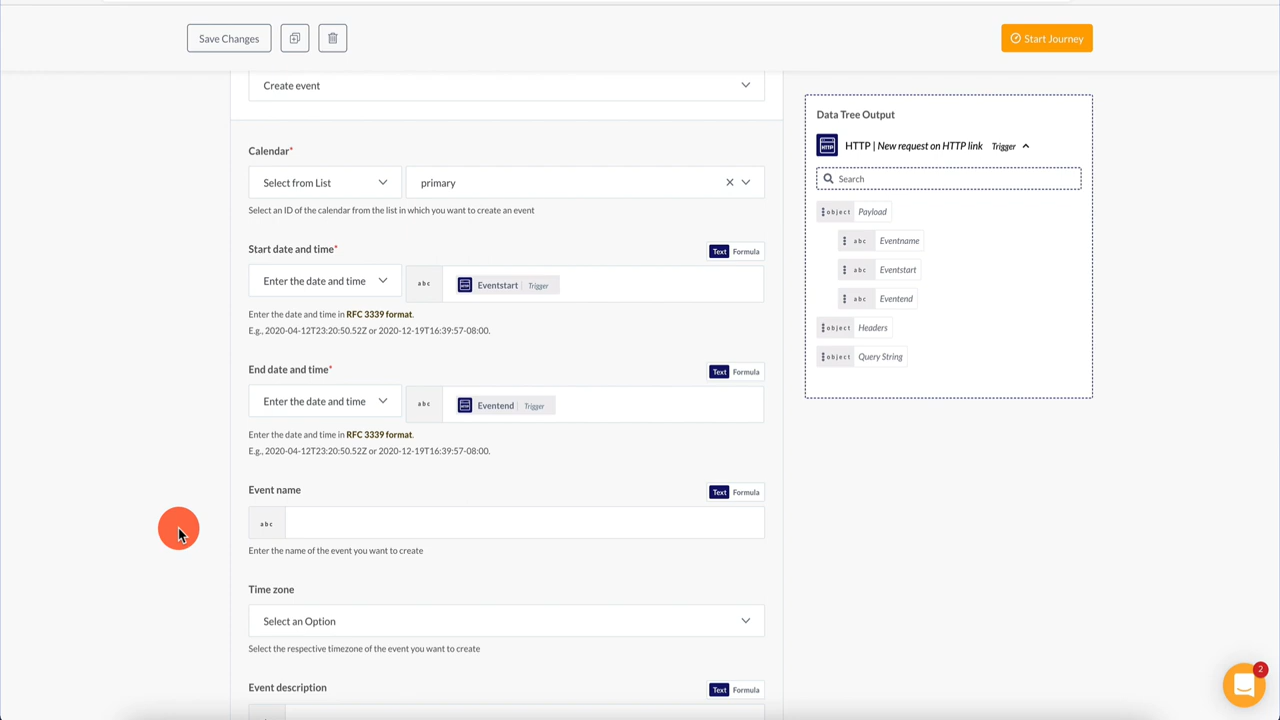 Save Changes
Start Journey
Create event
Calendar*
Select from List
primary
Select an ID of the calendar from the list in which you want to create an event
Start date and time*
Text Formula
Enter the date and time
abc
Eventstart Trigger
Enter the date and time in RFC 3339 format.
E.g., 2020-04-12T23:20:50.52Z or 2020-12-19T16:39:57-08:00.
End date and time*
Text Formula
Enter the date and time
abc
Eventend Trigger
Enter the date and time in RFC 3339 format.
E.g., 2020-04-12T23:20:50.52Z or 2020-12-19T16:39:57-08:00.
Event name
Text Formula
abc
Enter the name of the event you want to create
Time zone
Select an Option
Select the respective timezone of the event you want to create
Event description
Text Formula
Data Tree Output
HTTP
HTTP | New request on HTTP link Trigger
Search
object Payload
abc Eventname
abc Eventstart
abc Eventend
object Headers
object Query String
2